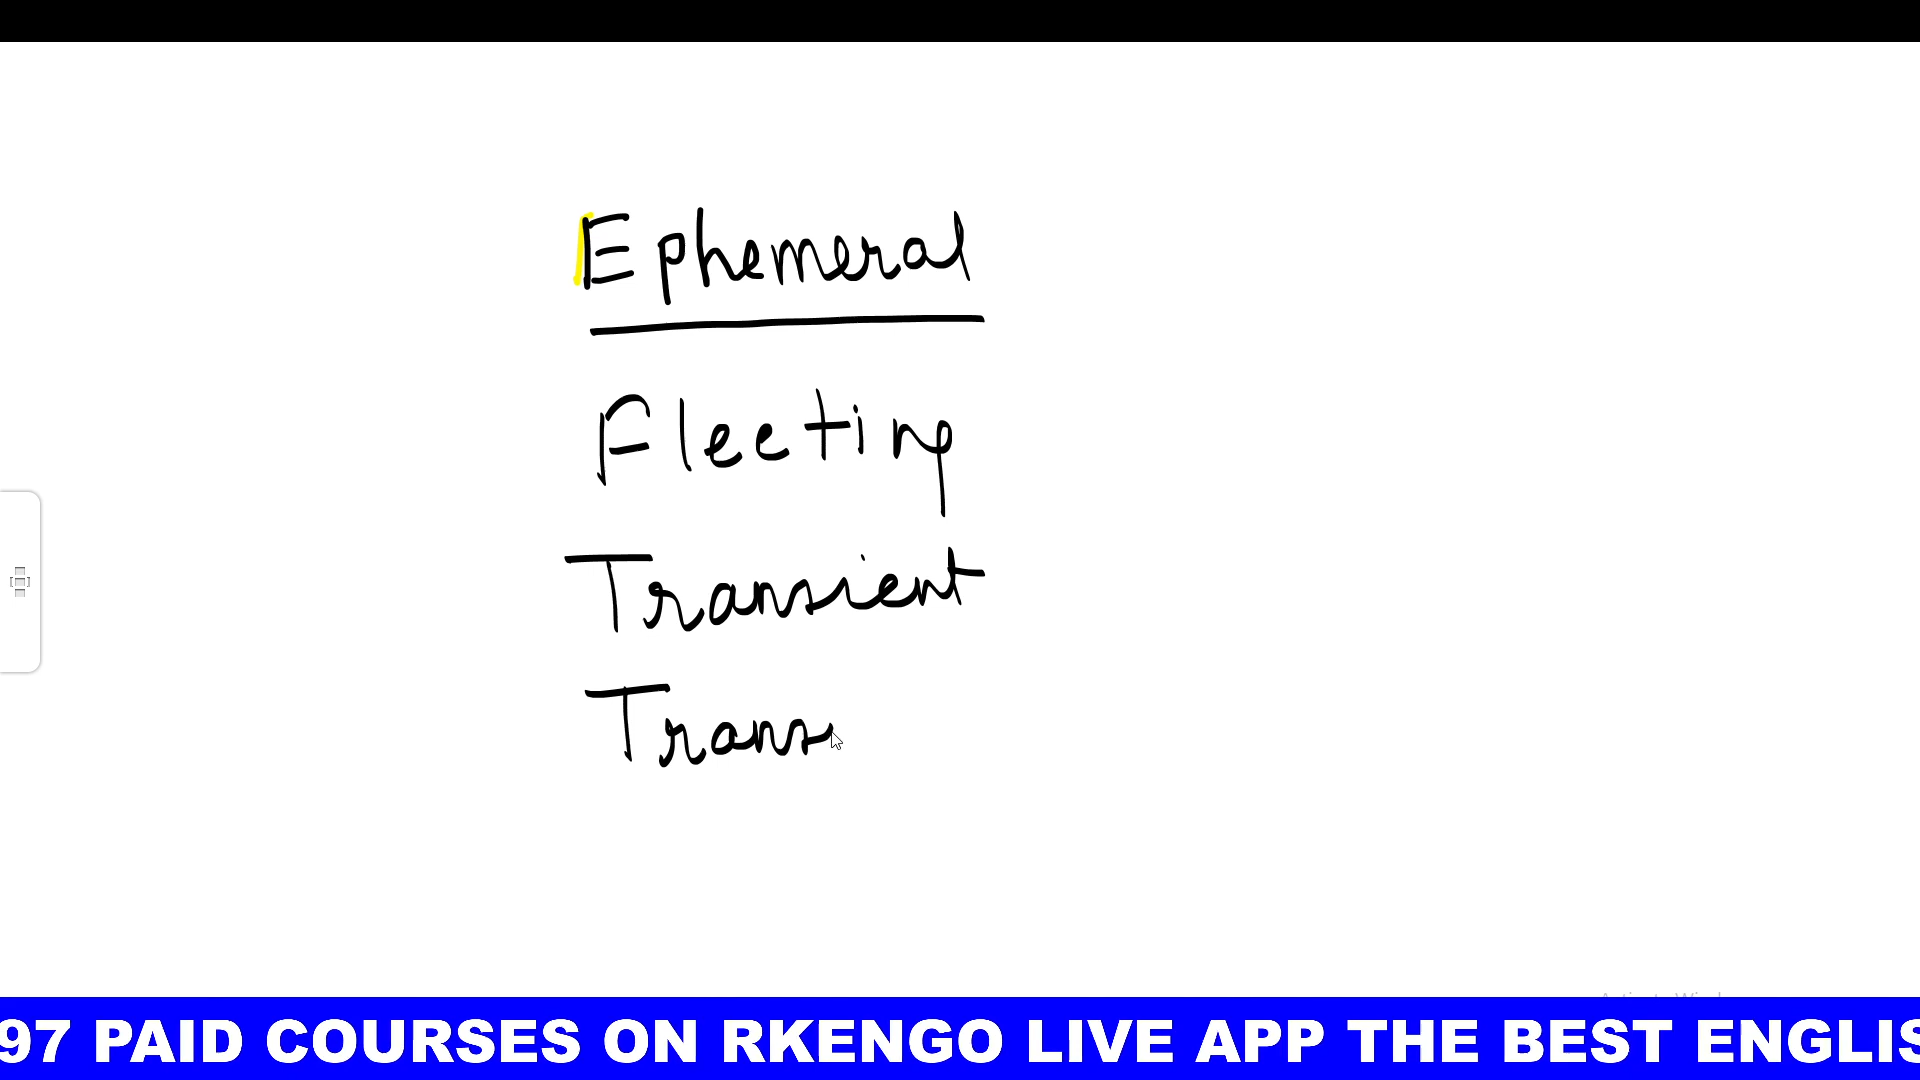 Ephemeral
Fleeting
Transient
Trans
97 PAID COURSES ON RKENGO LIVE APP THE BEST ENGLIS